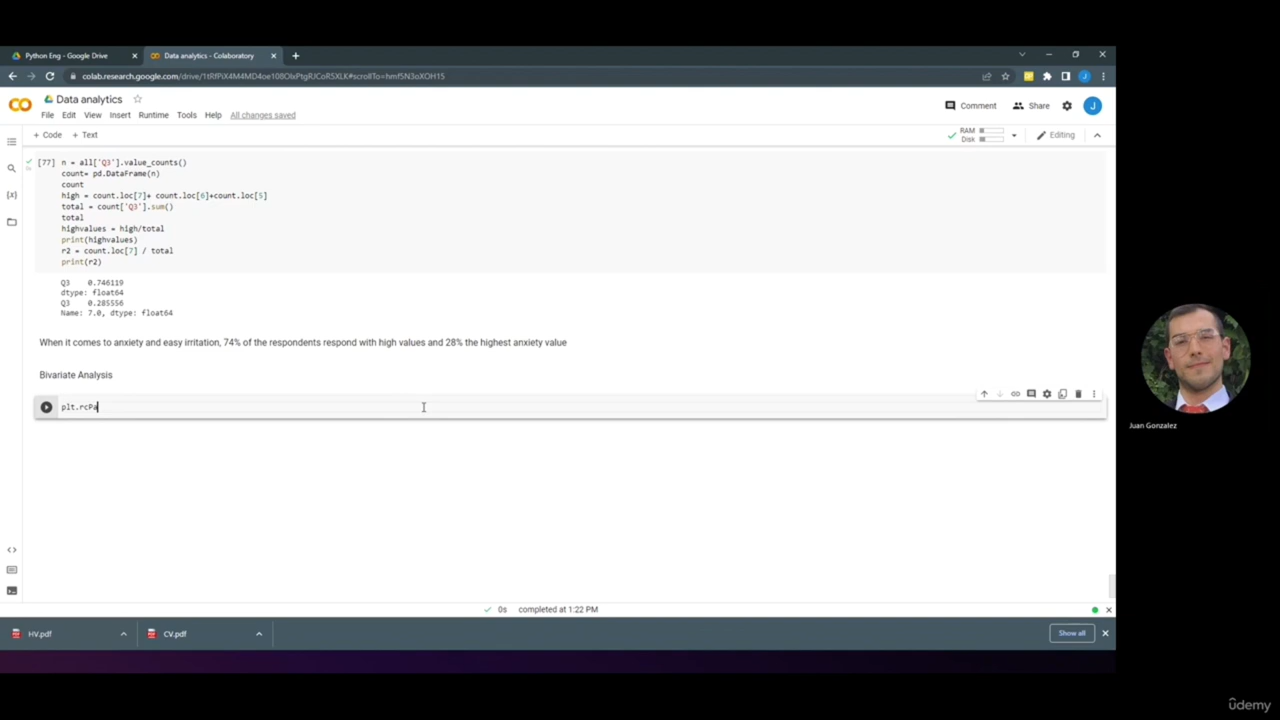 Python Eng - Google Drive
Data analytics - Colaboratory
colab.research.google.com/drive/1tRfPiX4M4MD4oe108OlxPtgRJCoRSXLK#scrollTo=hmfSN3oXOH15
Data analytics
File Edit View Insert Runtime Tools Help All changes saved
Comment
Share
J
+ Code + Text
RAM
Disk
Editing
[77] n = all['Q3'].value_counts()
count= pd.DataFrame(n)
count
high = count.loc[7]+ count.loc[6]+count.loc[5]
total = count['Q3'].sum()
total
highvalues = high/total
print(highvalues)
r2 = count.loc[7] / total
print(r2)
Q3 0.746119
dtype: float64
Q3 0.285556
Name: 7.0, dtype: float64
When it comes to anxiety and easy irritation, 74% of the respondents respond with high values and 28% the highest anxiety value
Bivariate Analysis
plt.rcPa
Juan Gonzalez
0s completed at 1:22 PM
HV.pdf
CV.pdf
Show all
ûdemy